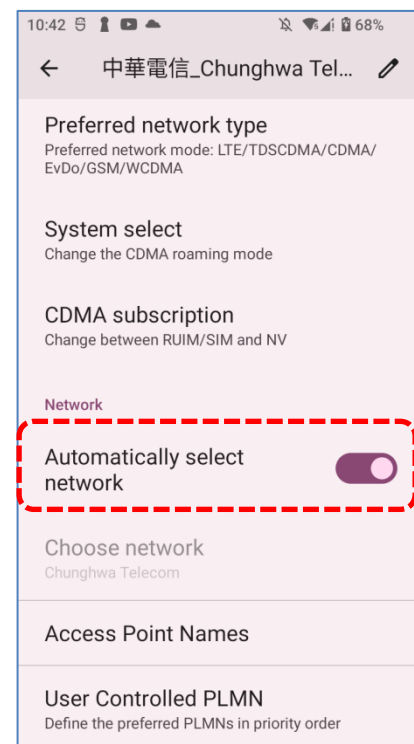 10:42 68%
中華電信_Chunghwa Tel...
Preferred network type
Preferred network mode: LTE/TDSCDMA/CDMA/
EvDo/GSM/WCDMA
System select
Change the CDMA roaming mode
CDMA subscription
Change between RUIM/SIM and NV
Network
Automatically select
network
Choose network
Chunghwa Telecom
Access Point Names
User Controlled PLMN
Define the preferred PLMNs in priority order